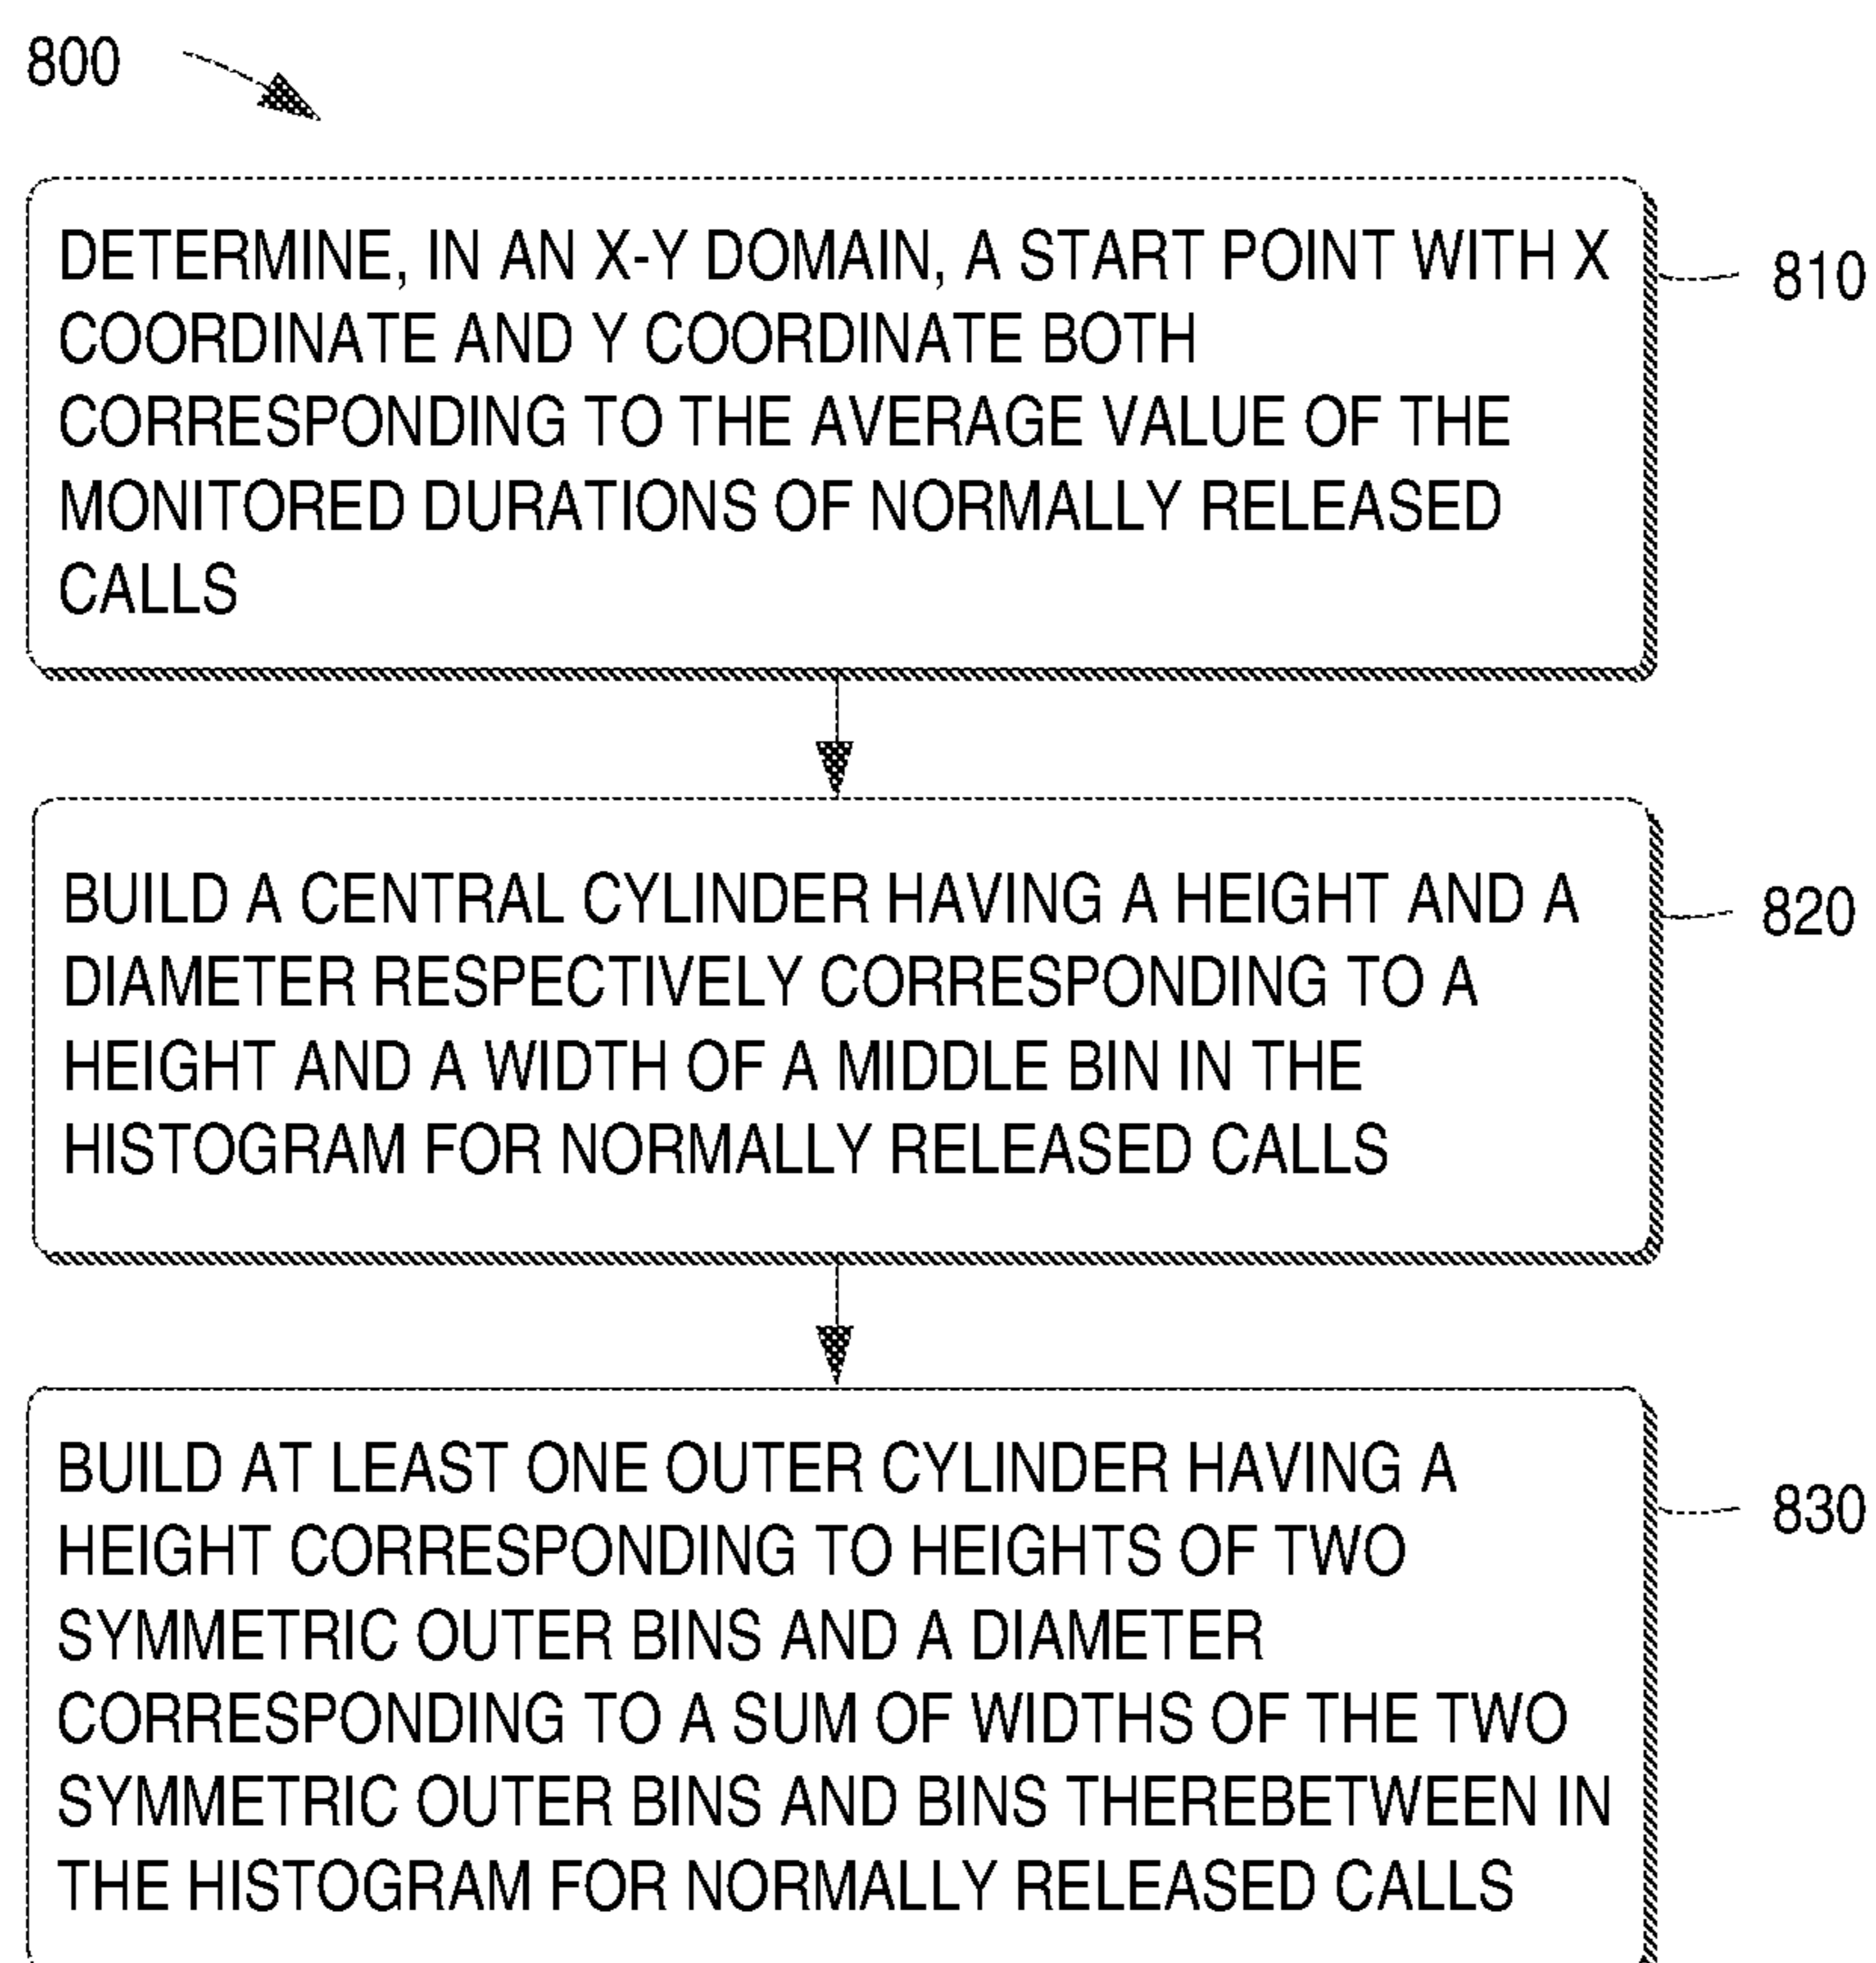 800
DETERMINE, IN AN X-Y DOMAIN, A START POINT WITH X
COORDINATE AND Y COORDINATE BOTH
CORRESPONDING TO THE AVERAGE VALUE OF THE
MONITORED DURATIONS OF NORMALLY RELEASED
CALLS
810
BUILD A CENTRAL CYLINDER HAVING A HEIGHT AND A
DIAMETER RESPECTIVELY CORRESPONDING TO A
HEIGHT AND A WIDTH OF A MIDDLE BIN IN THE
HISTOGRAM FOR NORMALLY RELEASED CALLS
820
BUILD AT LEAST ONE OUTER CYLINDER HAVING A
HEIGHT CORRESPONDING TO HEIGHTS OF TWO
SYMMETRIC OUTER BINS AND A DIAMETER
CORRESPONDING TO A SUM OF WIDTHS OF THE TWO
SYMMETRIC OUTER BINS AND BINS THEREBETWEEN IN
THE HISTOGRAM FOR NORMALLY RELEASED CALLS
830